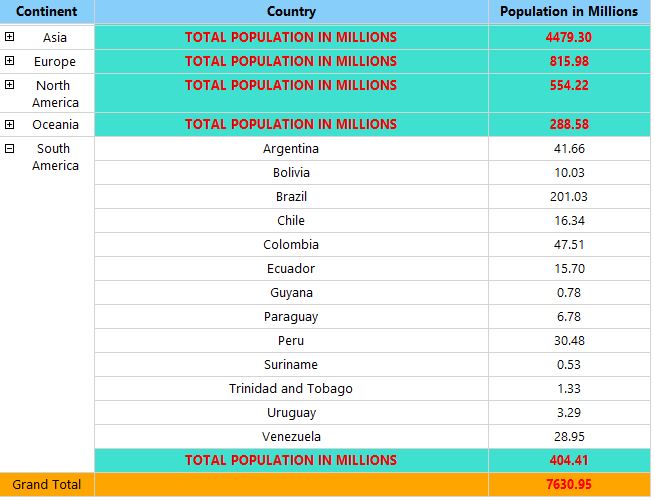 Continent Country Population in Millions
Asia TOTAL POPULATION IN MILLIONS 4479.30
Europe TOTAL POPULATION IN MILLIONS 815.98
North America TOTAL POPULATION IN MILLIONS 554.22
Oceania TOTAL POPULATION IN MILLIONS 288.58
South America Argentina 41.66
Bolivia 10.03
Brazil 201.03
Chile 16.34
Colombia 47.51
Ecuador 15.70
Guyana 0.78
Paraguay 6.78
Peru 30.48
Suriname 0.53
Trinidad and Tobago 1.33
Uruguay 3.29
Venezuela 28.95
TOTAL POPULATION IN MILLIONS 404.41
Grand Total 7630.95